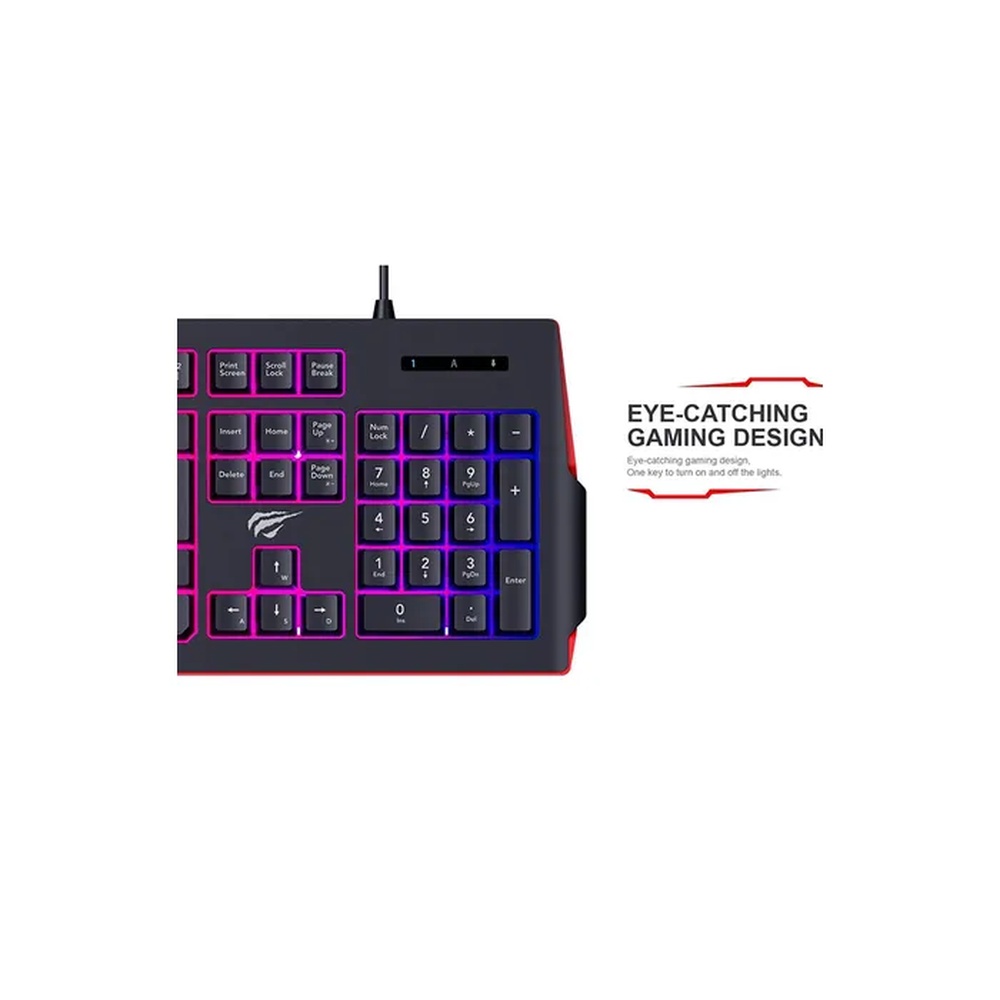 2
Print Screen
Scroll Lock
Pause Break
1 A
Insert
Home
Page Up
Num Lock
/
*
-
Delete
End
Page Down
7 Home
8
9 PgUp
+
4
5
6
1 End
2
3 PgDn
Enter
W
0 Ins
. Del
A
S
D
EYE-CATCHING
GAMING DESIGN
Eye-catching gaming design,
One key to turn on and off the lights.